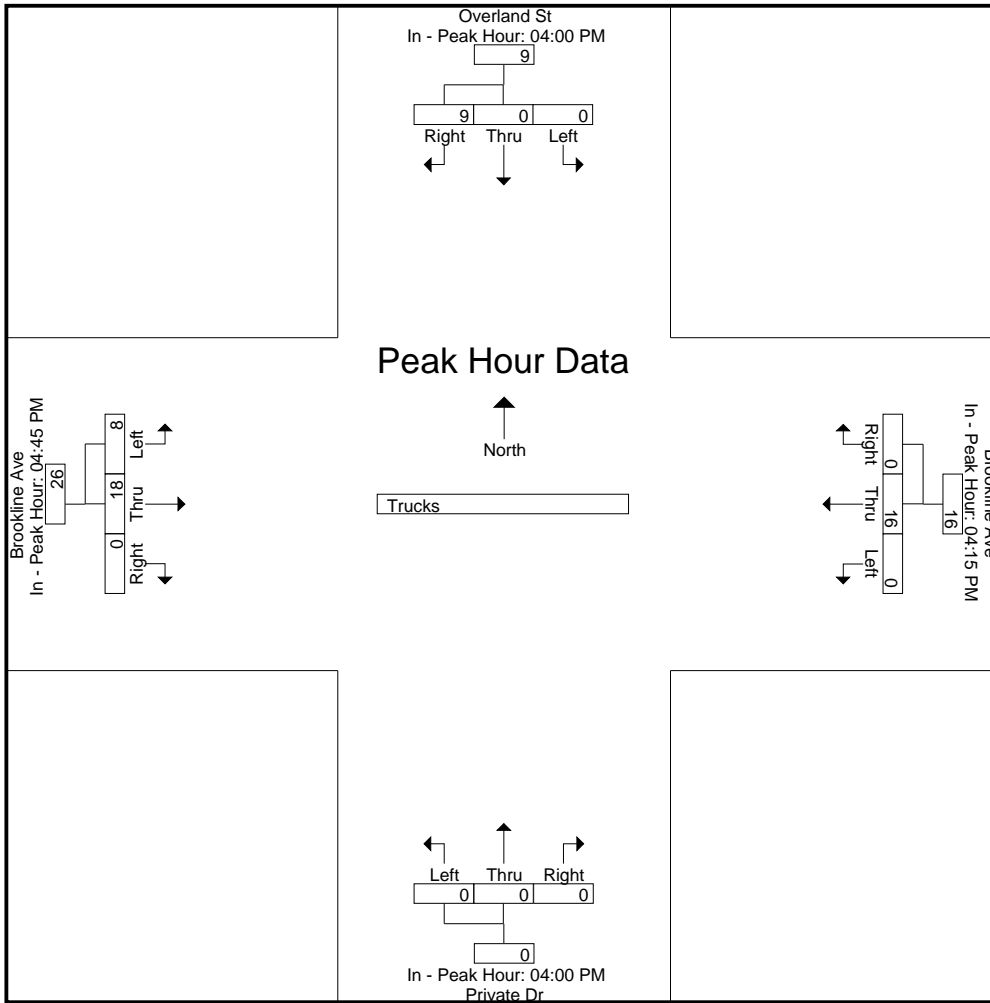 Overland St
In - Peak Hour: 04:00 PM
9
9 0 0
Right Thru Left
Peak Hour Data
North
Trucks
Brookline Ave
In - Peak Hour: 04:45 PM
26
8 18 0
Left Thru Right
Right Thru Left
0 16 0
16
In - Peak Hour: 04:15 PM
Brookline Ave
Left Thru Right
0 0 0
0
In - Peak Hour: 04:00 PM
Private Dr